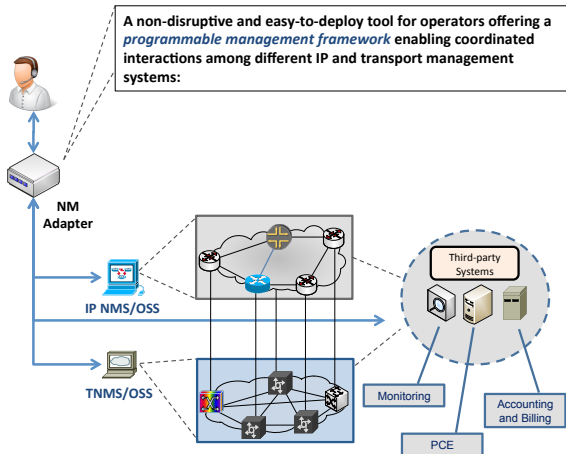 A non-disruptive and easy-to-deploy tool for operators offering a
programmable management framework enabling coordinated
interactions among different IP and transport management
systems:
NM
Adapter
Third-party
Systems
IP NMS/OSS
TNMS/OSS
Monitoring
Accounting
and Billing
PCE